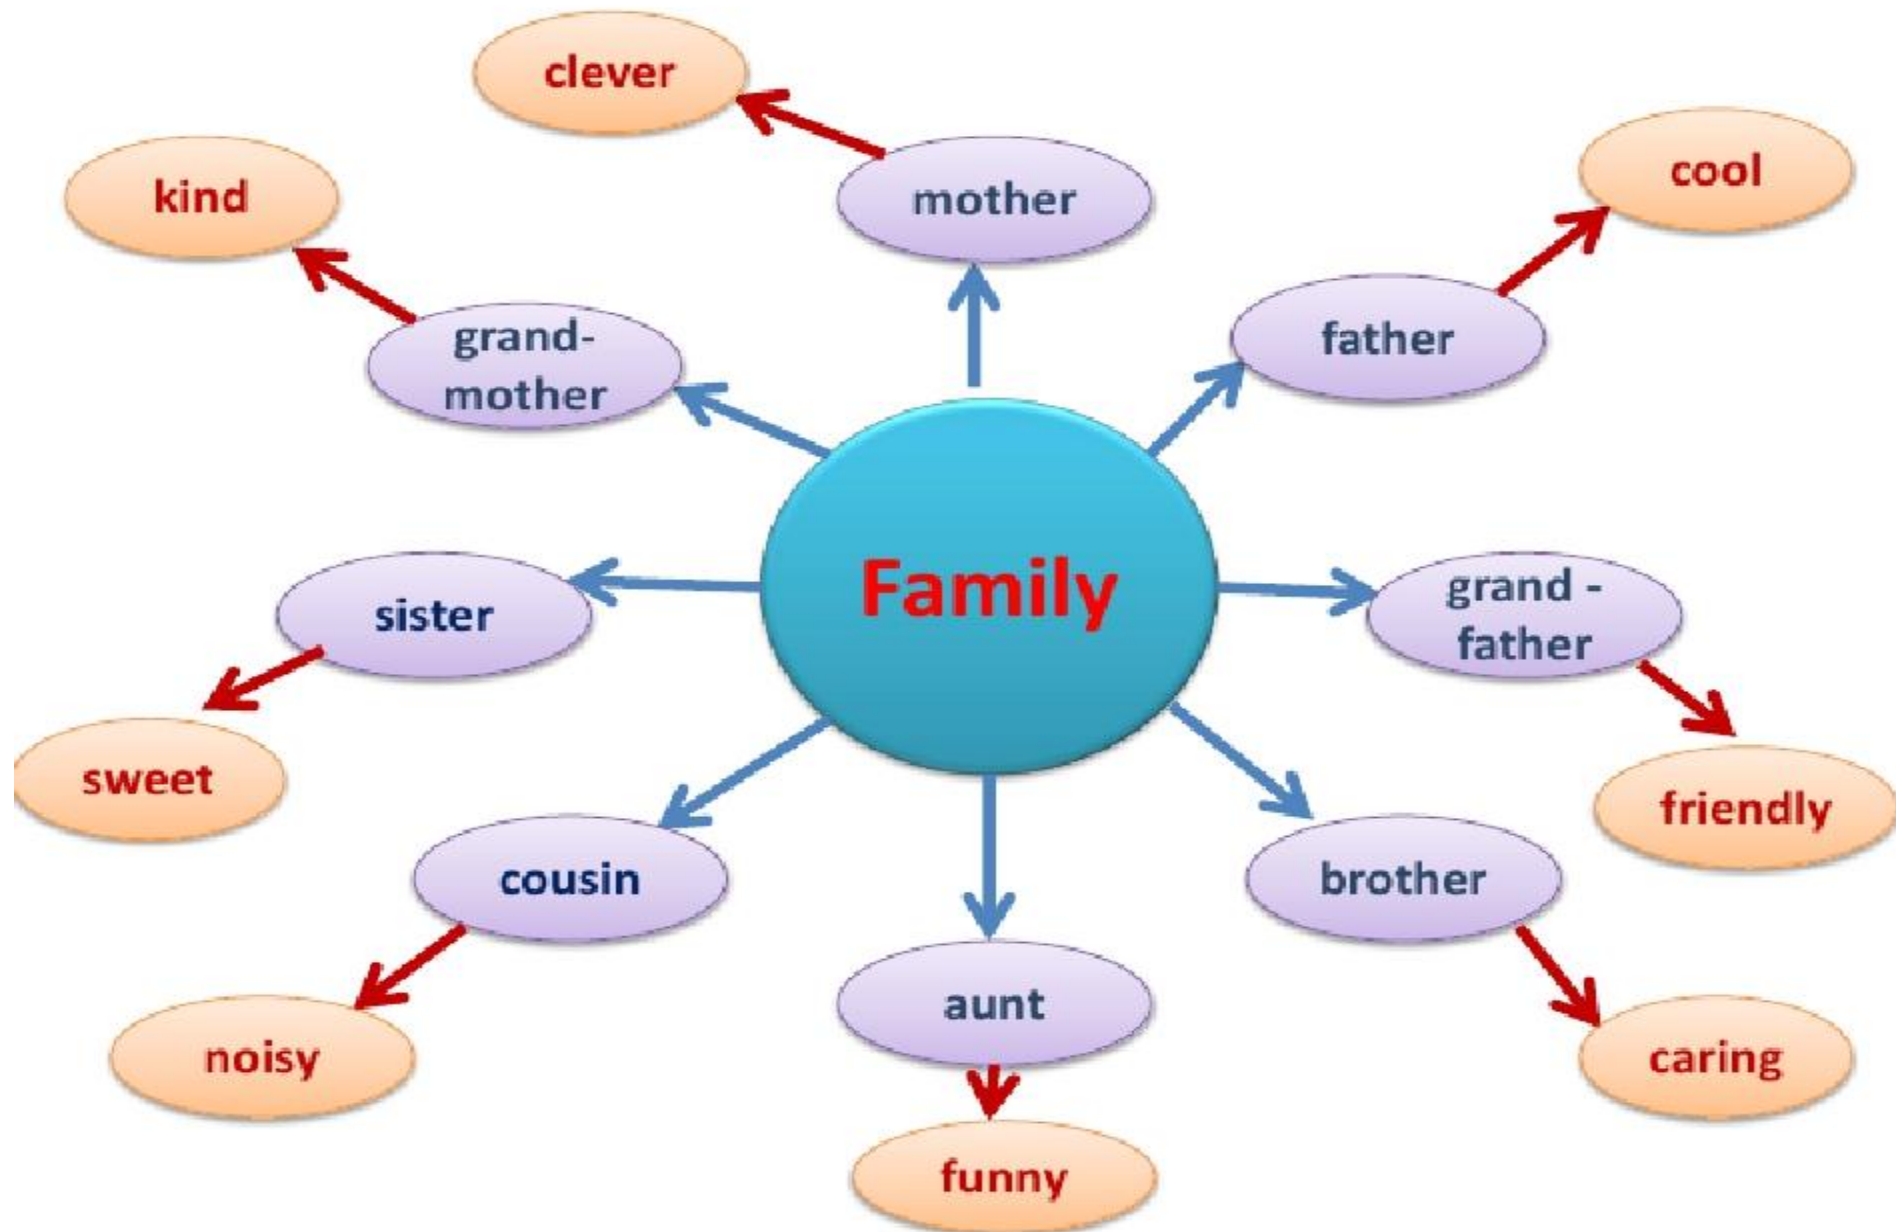 clever
mother
cool
kind
grand-
mother
father
Family
sister
grand -
father
sweet
friendly
cousin
brother
noisy
aunt
caring
funny